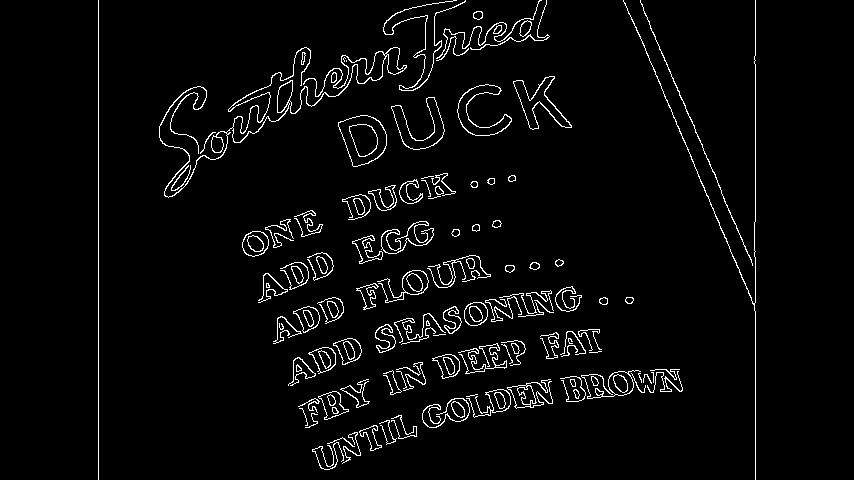 Southern Fried
DUCK
ONE DUCK...
ADD EGG...
ADD FLOUR...
ADD SEASONING..
FRY IN DEEP FAT
UNTIL GOLDEN BROWN